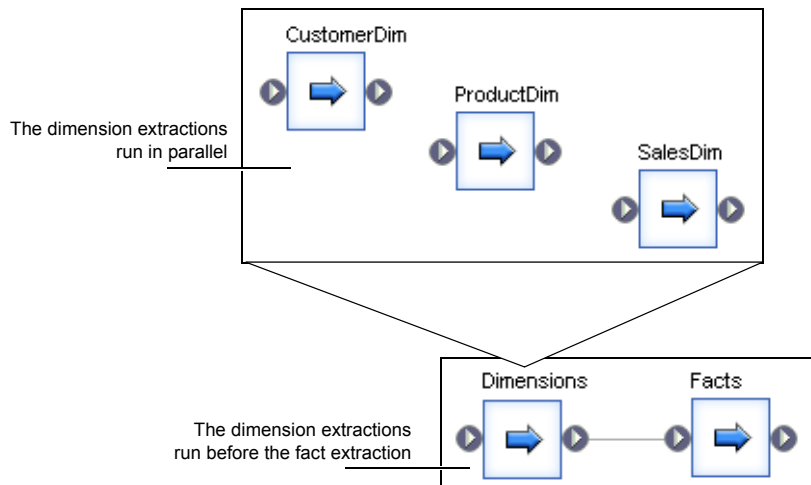 CustomerDim
ProductDim
The dimension extractions
run in parallel
SalesDim
Dimensions
Facts
The dimension extractions
run before the fact extraction